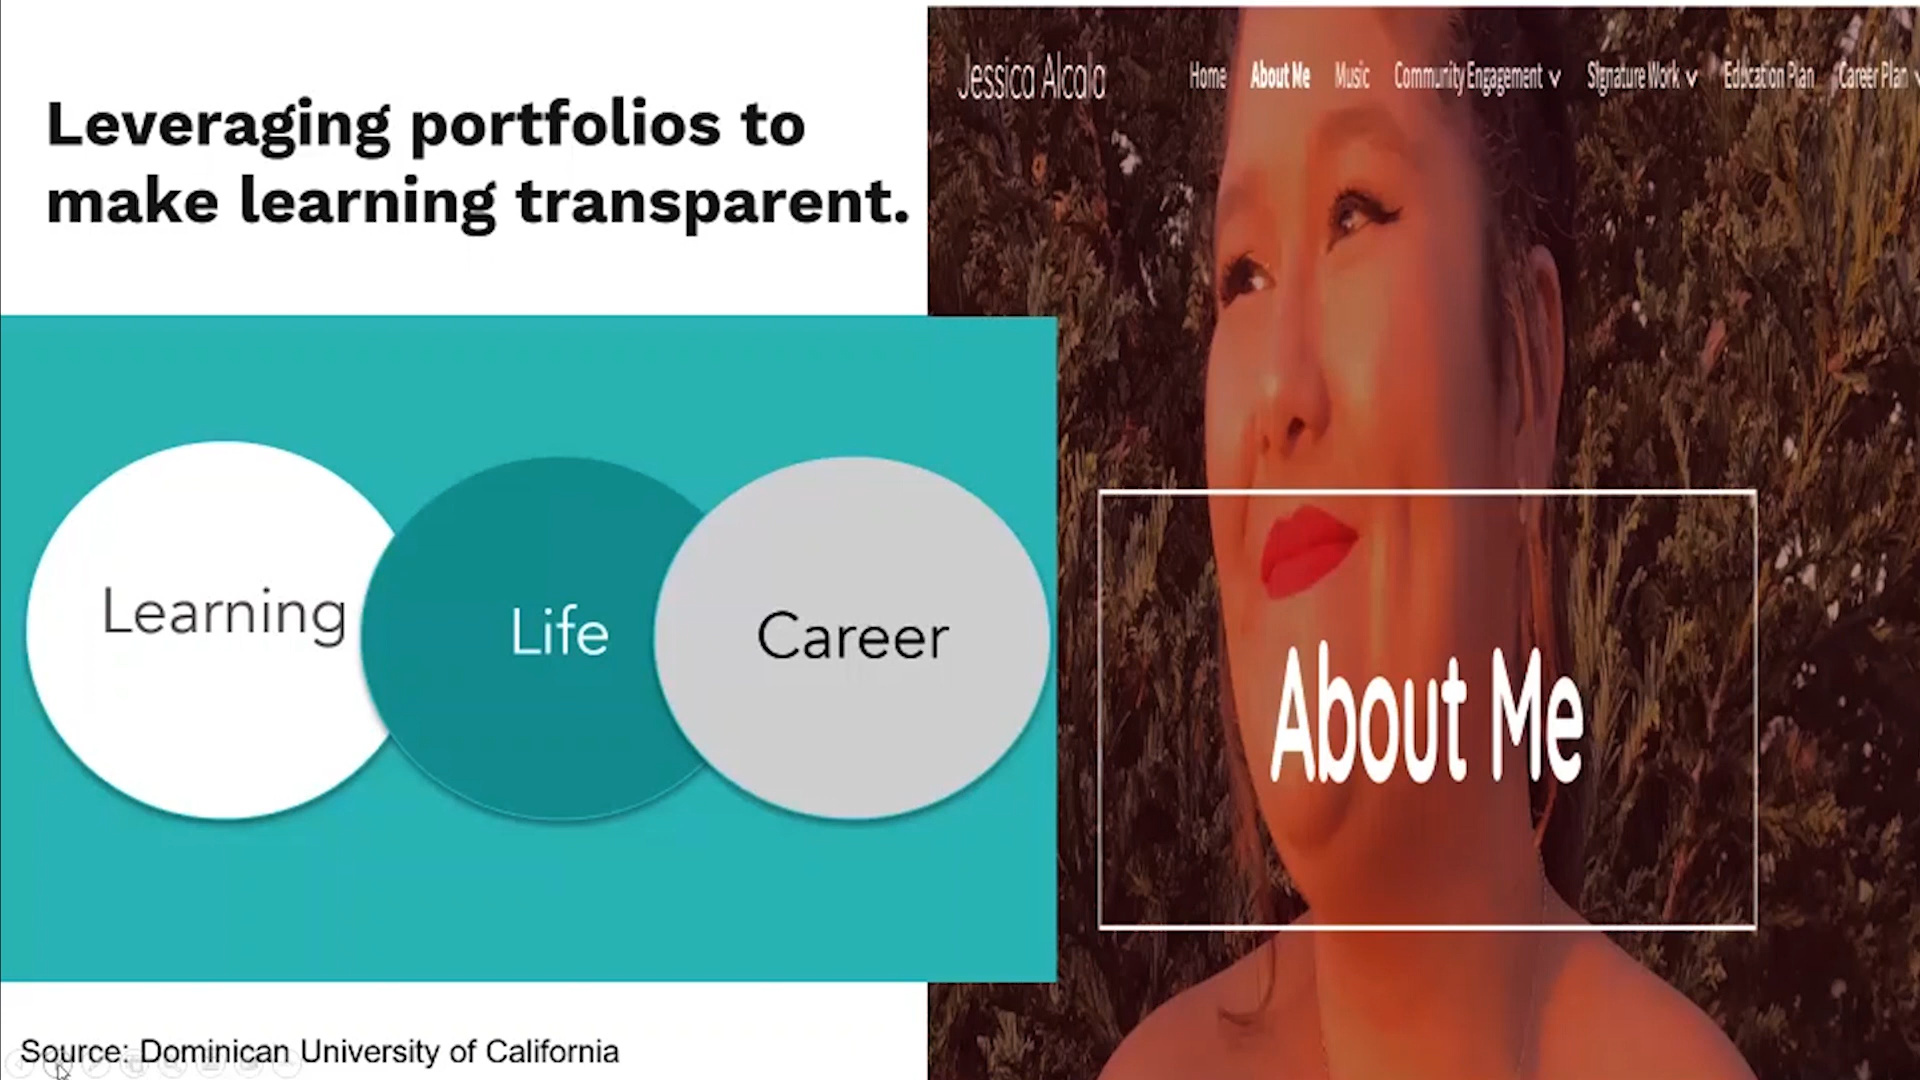 Leveraging portfolios to
make learning transparent.
Learning
Life
Career
Source: Dominican University of California
Jessica Alcala
Home About Me Music Community Engagement Signature Work Education Plan Career Plan
About Me